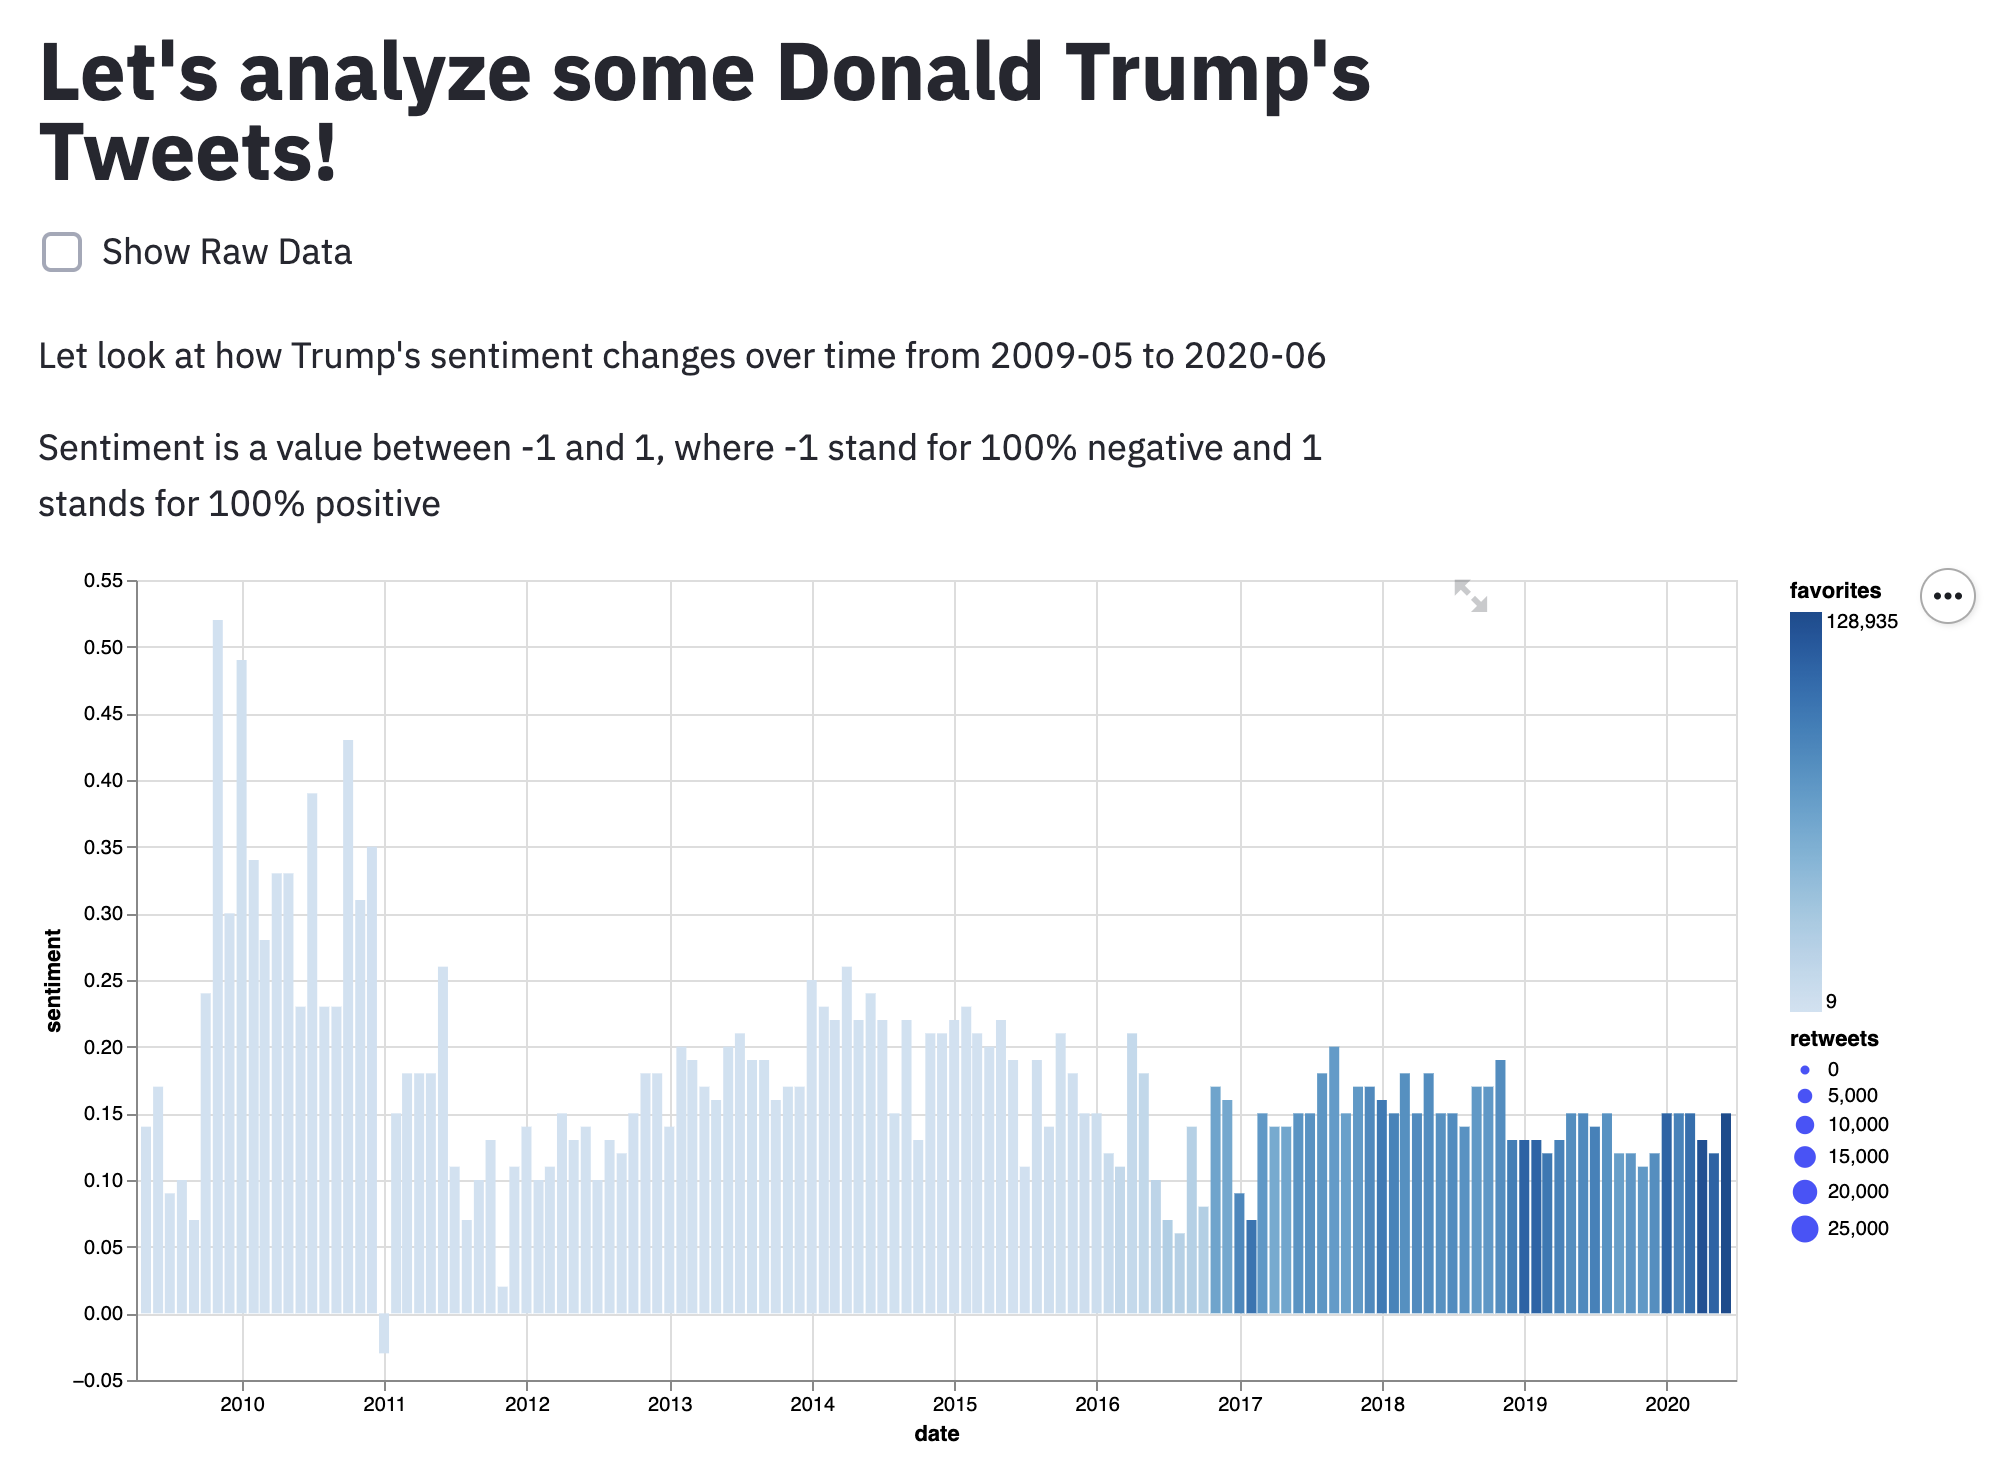 Let's analyze some Donald Trump's
Tweets!
Show Raw Data
Let look at how Trump's sentiment changes over time from 2009-05 to 2020-06
Sentiment is a value between -1 and 1, where -1 stand for 100% negative and 1
stands for 100% positive
0.55
0.50
0.45
0.40
0.35
0.30
0.25
0.20
0.15
0.10
0.05
0.00
−0.05
sentiment
2010 2011 2012 2013 2014 2015 2016 2017 2018 2019 2020
date
favorites
128,935
9
retweets
0
5,000
10,000
15,000
20,000
25,000